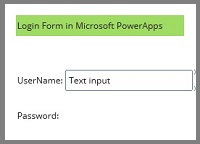 Login Form in Microsoft PowerApps
UserName: Text input
Password: